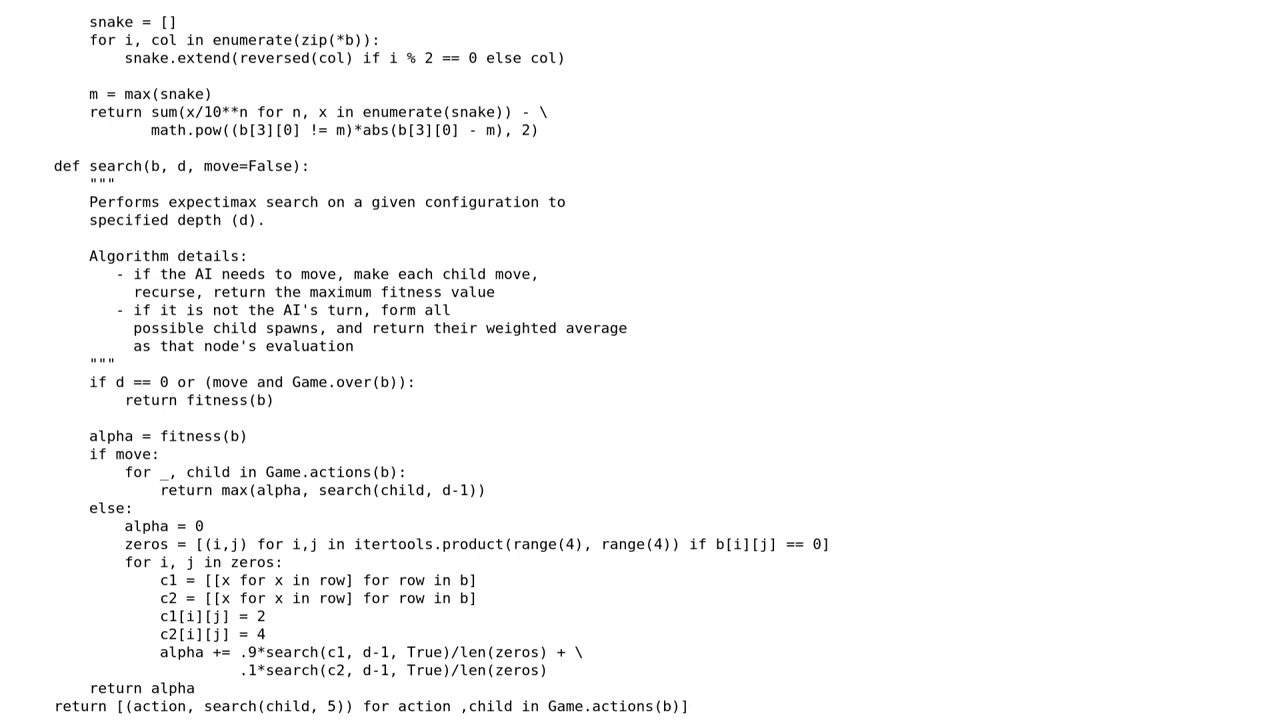 snake = []
for i, col in enumerate(zip(*b)):
snake.extend(reversed(col) if i % 2 == 0 else col)
m = max(snake)
return sum(x/10**n for n, x in enumerate(snake)) - \
math.pow((b[3][0] != m)*abs(b[3][0] - m), 2)
def search(b, d, move=False):
"""
Performs expectimax search on a given configuration to
specified depth (d).
Algorithm details:
- if the AI needs to move, make each child move,
recurse, return the maximum fitness value
- if it is not the AI's turn, form all
possible child spawns, and return their weighted average
as that node's evaluation
"""
if d == 0 or (move and Game.over(b)):
return fitness(b)
alpha = fitness(b)
if move:
for _, child in Game.actions(b):
return max(alpha, search(child, d-1))
else:
alpha = 0
zeros = [(i,j) for i,j in itertools.product(range(4), range(4)) if b[i][j] == 0]
for i, j in zeros:
c1 = [[x for x in row] for row in b]
c2 = [[x for x in row] for row in b]
c1[i][j] = 2
c2[i][j] = 4
alpha += .9*search(c1, d-1, True)/len(zeros) + \
.1*search(c2, d-1, True)/len(zeros)
return alpha
return [(action, search(child, 5)) for action ,child in Game.actions(b)]